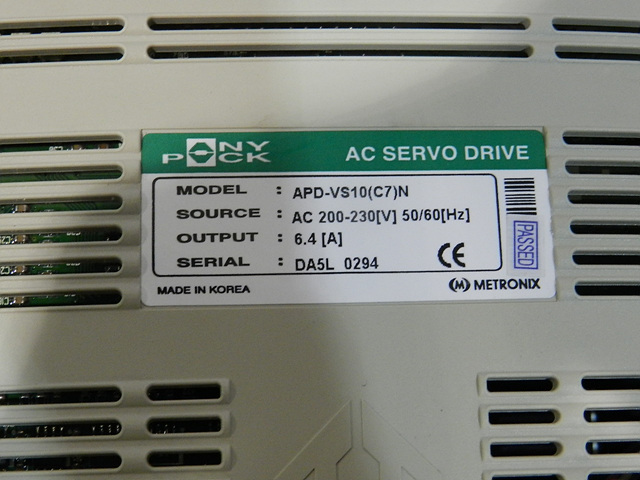 ANY PACK
AC SERVO DRIVE
MODEL : APD-VS10(C7)N
SOURCE : AC 200-230[V] 50/60[Hz]
OUTPUT : 6.4 [A]
SERIAL : DA5L 0294
CE
PASSED
MADE IN KOREA
(M) METRONIX